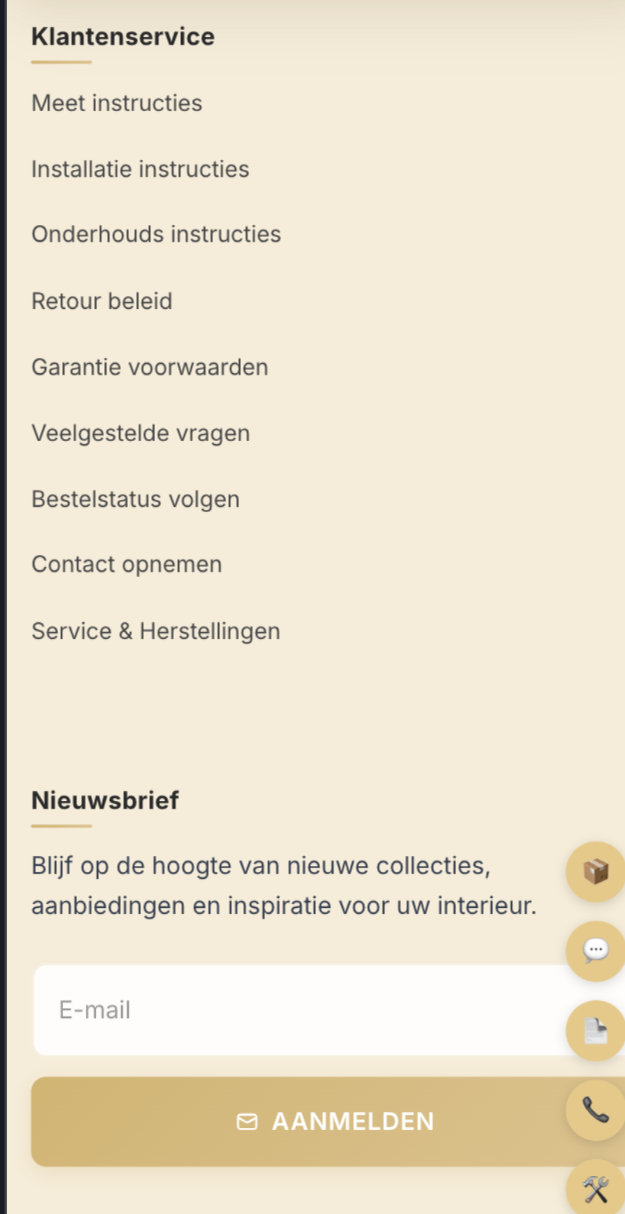 Klantenservice
Meet instructies
Installatie instructies
Onderhouds instructies
Retour beleid
Garantie voorwaarden
Veelgestelde vragen
Bestelstatus volgen
Contact opnemen
Service & Herstellingen
Nieuwsbrief
Blijf op de hoogte van nieuwe collecties,
aanbiedingen en inspiratie voor uw interieur.
E-mail
AANMELDEN